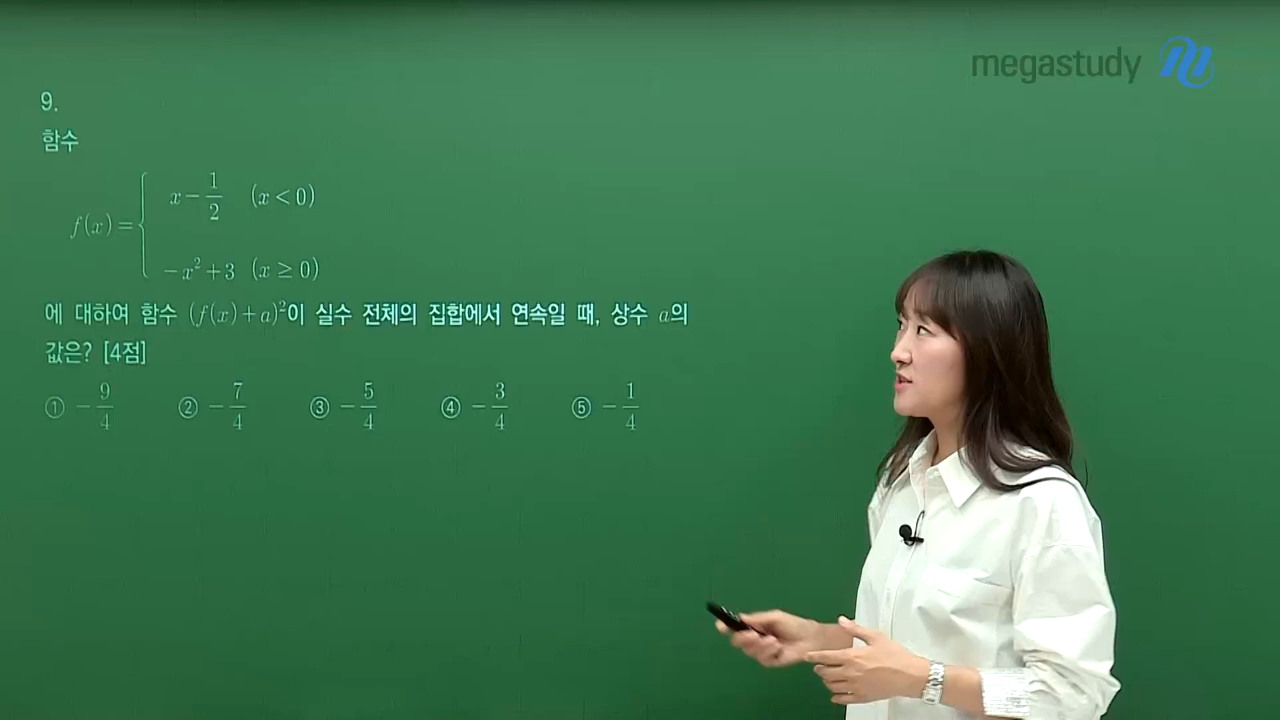 megastudy
9.
함수
f(x) = { x − 1/2 (x < 0)
−x² + 3 (x ≥ 0)
에 대하여 함수 (f(x)+a)²이 실수 전체의 집합에서 연속일 때, 상수 a의
값은? [4점]
① −9/4 ② −7/4 ③ −5/4 ④ −3/4 ⑤ −1/4